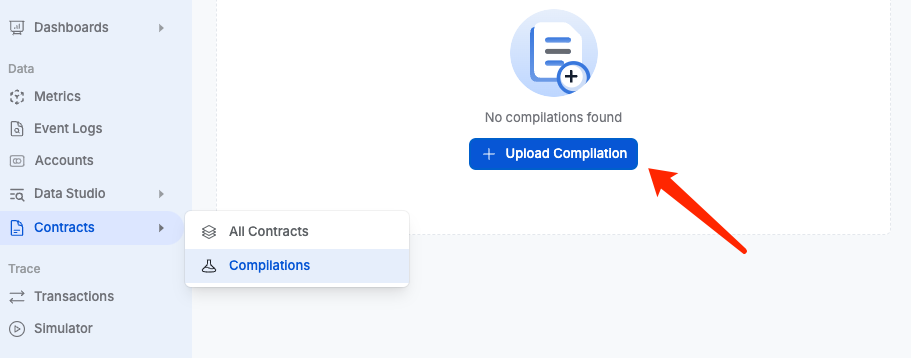 Dashboards
Data
Metrics
Event Logs
Accounts
Data Studio
Contracts
All Contracts
Compilations
Trace
Transactions
Simulator
No compilations found
Upload Compilation